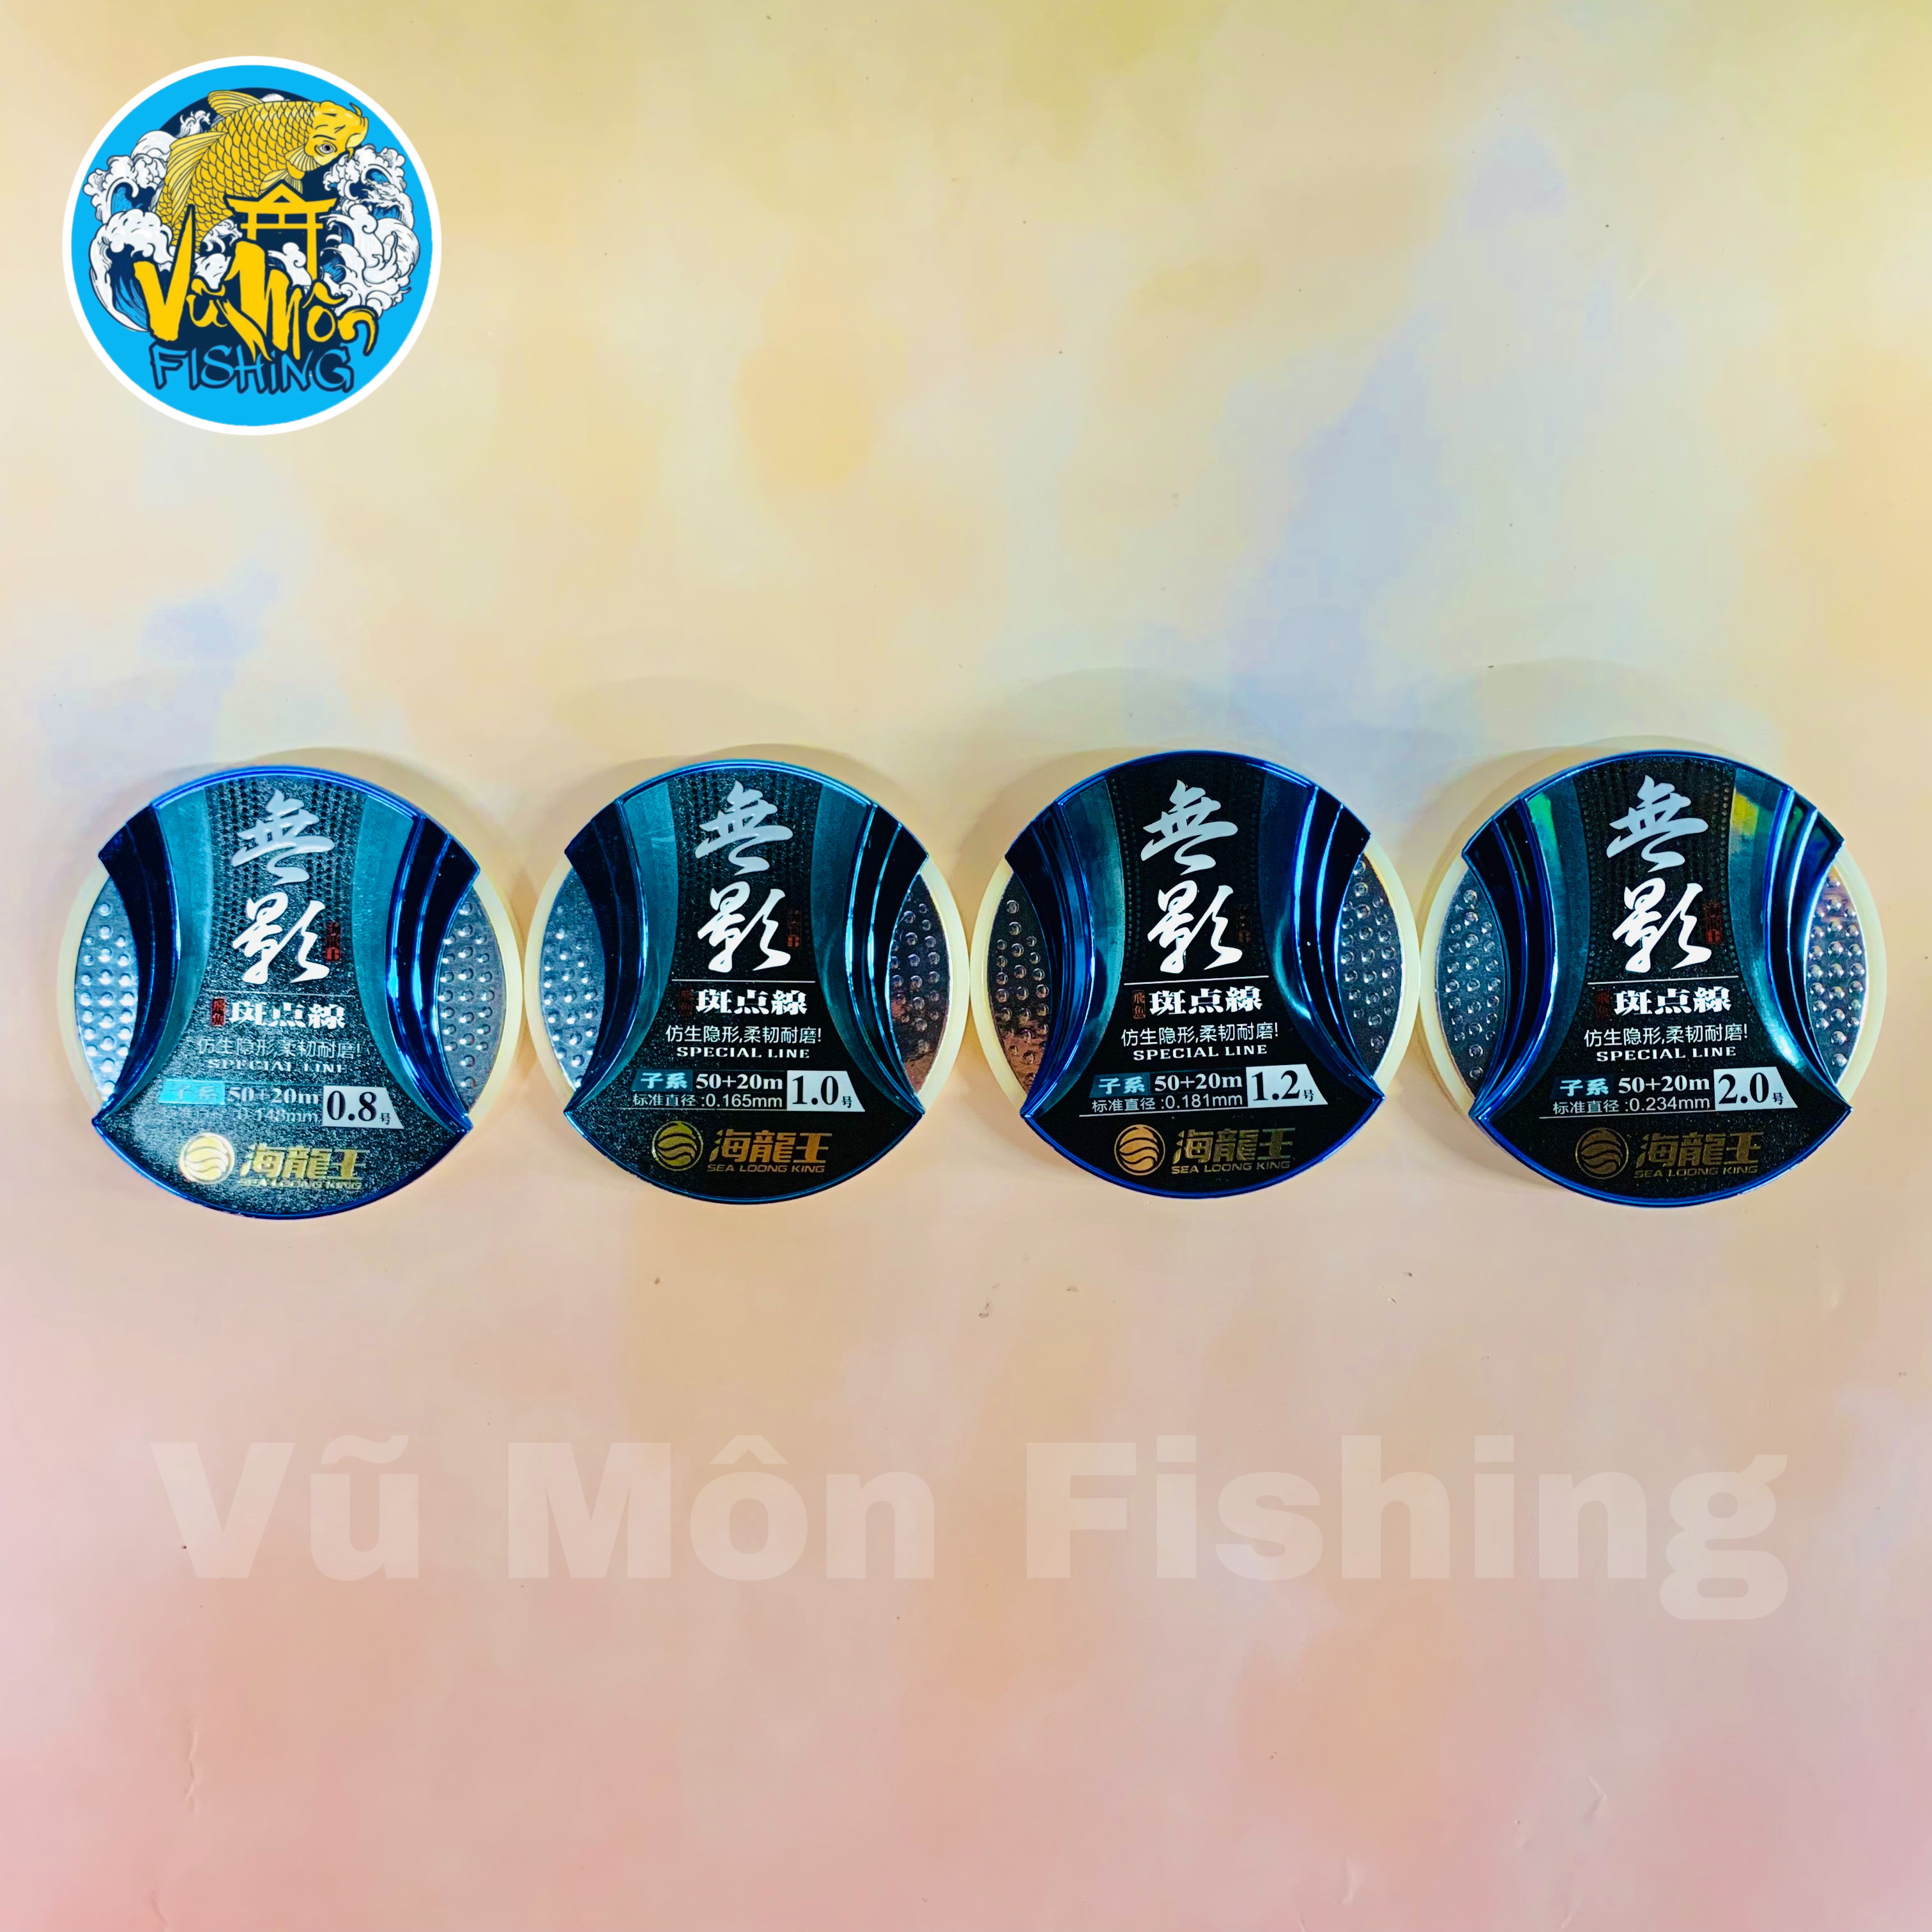 Vũ Môn
FISHING
無影
斑点線
仿生隐形,柔韧耐磨!
SPECIAL LINE
子系 50+20m 0.8号
0.148mm
海龍王
SEA LOONG KING
無影
斑点線
仿生隐形,柔韧耐磨!
SPECIAL LINE
子系 50+20m 1.0号
标准直径:0.165mm
海龍王
SEA LOONG KING
無影
飛魚 斑点線
仿生隐形,柔韧耐磨!
SPECIAL LINE
子系 50+20m 1.2号
标准直径:0.181mm
海龍王
SEA LOONG KING
無影
斑点線
仿生隐形,柔韧耐磨!
SPECIAL LINE
子系 50+20m 2.0号
标准直径:0.234mm
海龍王
SEA LOONG KING
Vũ Môn Fishing